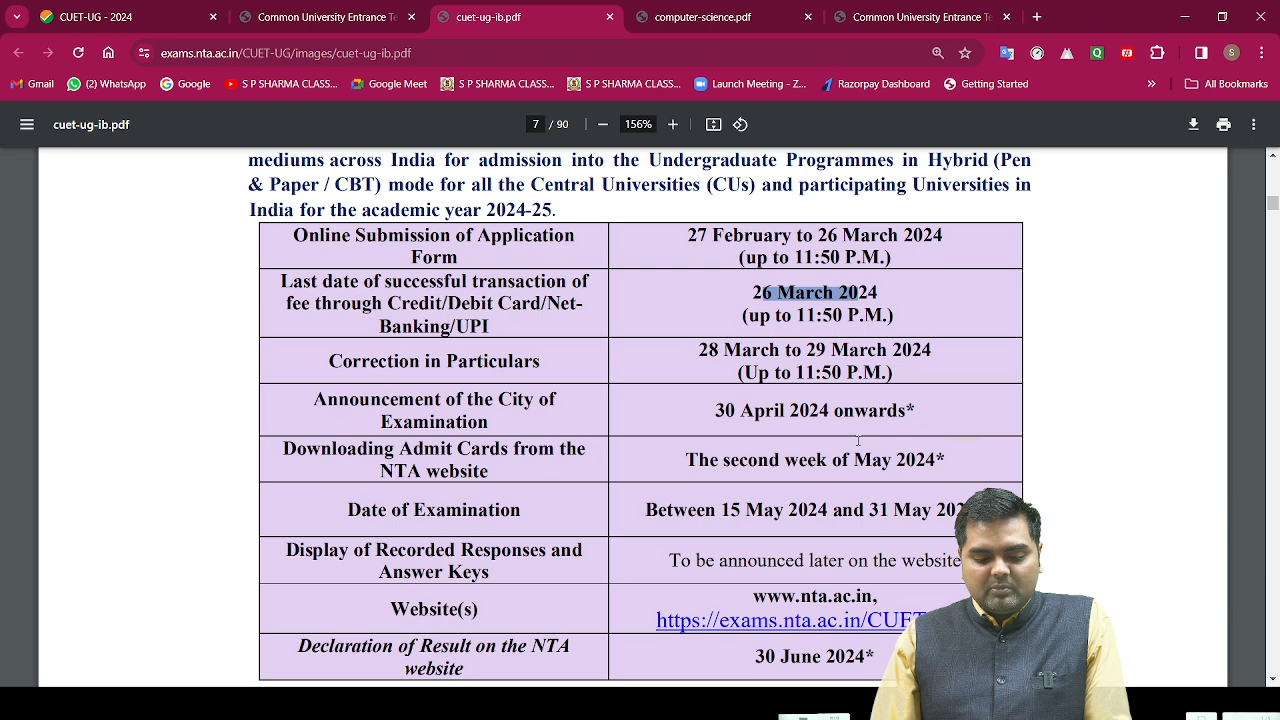 CUET-UG - 2024
Common University Entrance Te
cuet-ug-ib.pdf
computer-science.pdf
Common University Entrance Te
exams.nta.ac.in/CUET-UG/images/cuet-ug-ib.pdf
S
Gmail
(2) WhatsApp
Google
S P SHARMA CLASS...
Google Meet
S P SHARMA CLASS...
S P SHARMA CLASS...
Launch Meeting - Z...
Razorpay Dashboard
Getting Started
All Bookmarks
cuet-ug-ib.pdf
7 / 90
156%
mediums across India for admission into the Undergraduate Programmes in Hybrid (Pen
& Paper / CBT) mode for all the Central Universities (CUs) and participating Universities in
India for the academic year 2024-25.
Online Submission of Application
Form
27 February to 26 March 2024
(up to 11:50 P.M.)
Last date of successful transaction of
fee through Credit/Debit Card/Net-
Banking/UPI
26 March 2024
(up to 11:50 P.M.)
Correction in Particulars
28 March to 29 March 2024
(Up to 11:50 P.M.)
Announcement of the City of
Examination
30 April 2024 onwards*
Downloading Admit Cards from the
NTA website
The second week of May 2024*
Date of Examination
Between 15 May 2024 and 31 May 202
Display of Recorded Responses and
Answer Keys
To be announced later on the website
Website(s)
www.nta.ac.in,
https://exams.nta.ac.in/CUET
Declaration of Result on the NTA
website
30 June 2024*